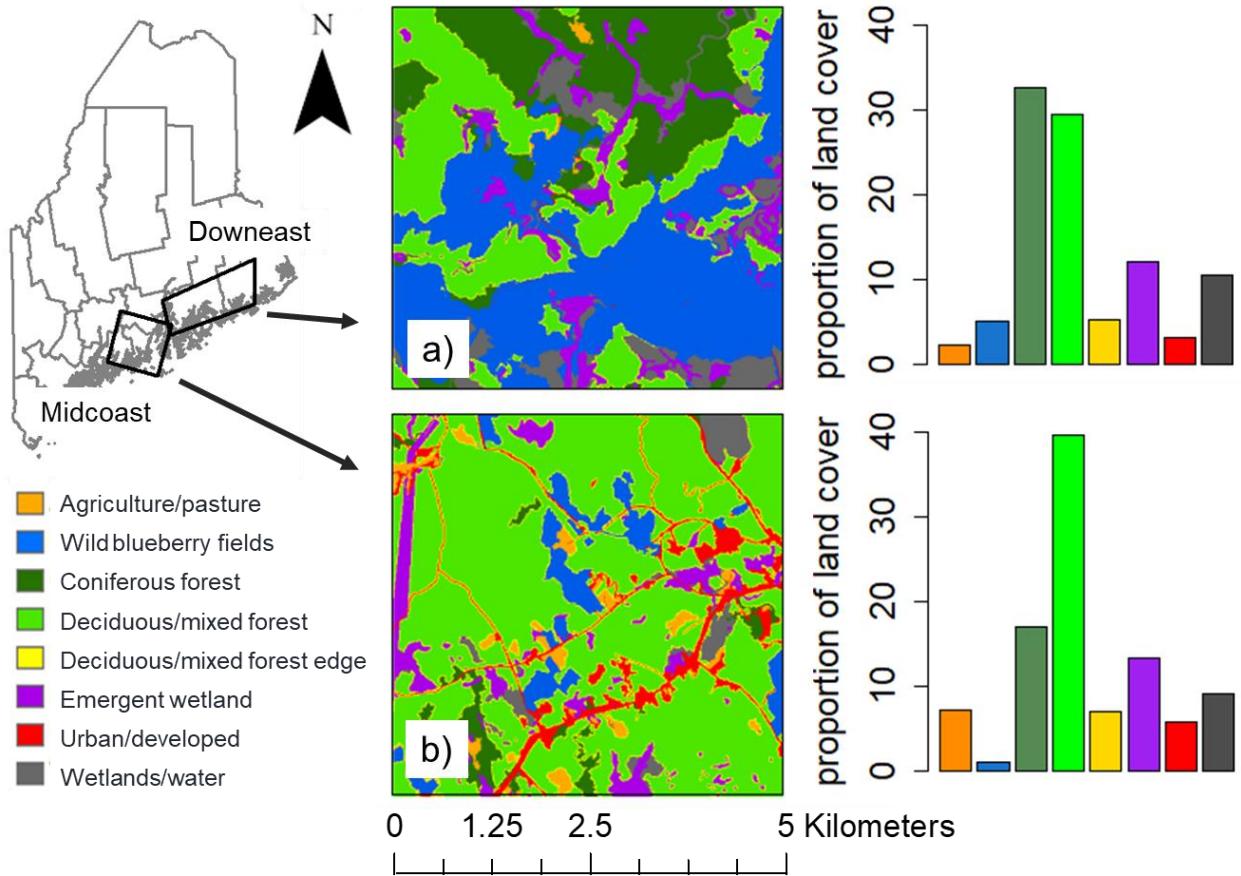 N
Downeast
Midcoast
Agriculture/pasture
Wild blueberry fields
Coniferous forest
Deciduous/mixed forest
Deciduous/mixed forest edge
Emergent wetland
Urban/developed
Wetlands/water
a)
proportion of land cover
0 10 20 30 40
b)
proportion of land cover
0 10 20 30 40
0 1.25 2.5 5 Kilometers